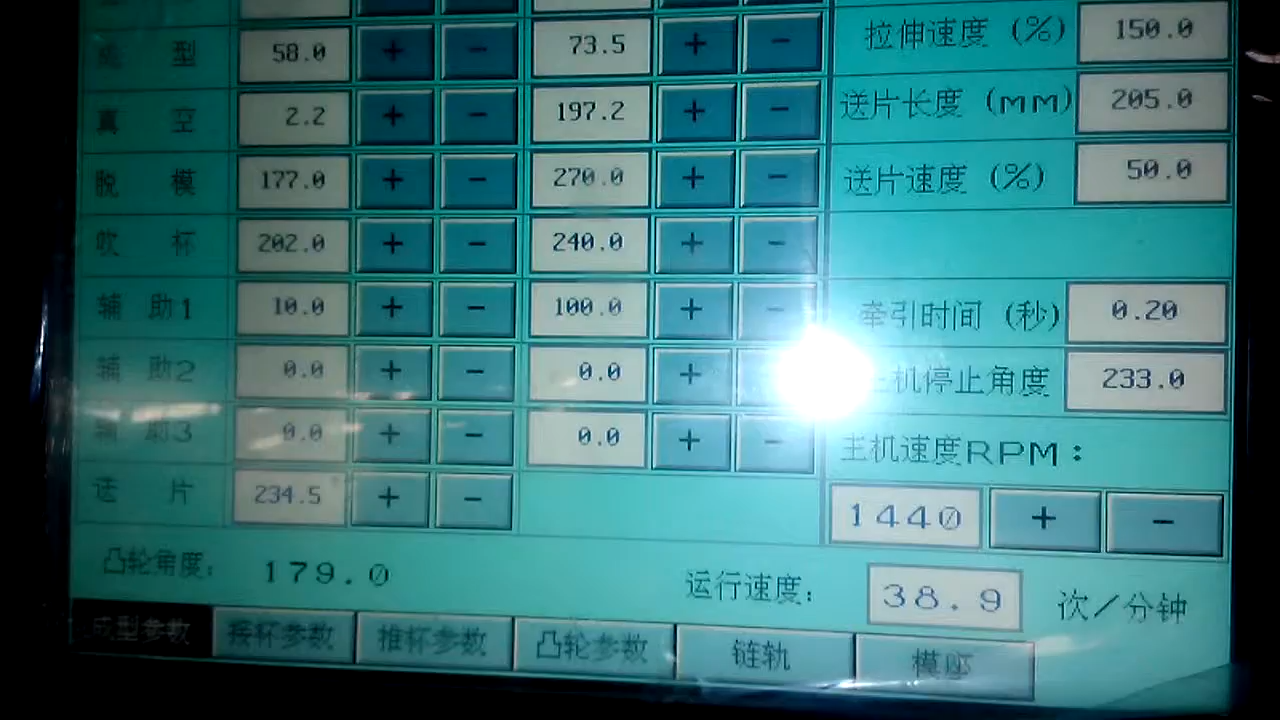 成 型 58.0 + - 73.5 + - 拉伸速度 (%) 150.0
真 空 2.2 + - 197.2 + - 送片长度 (MM) 205.0
脱 模 177.0 + - 270.0 + - 送片速度 (%) 50.0
吹 杯 202.0 + - 240.0 + -
辅 助1 10.0 + - 100.0 + - 牵引时间 (秒) 0.20
辅 助2 0.0 + - 0.0 + 主机停止角度 233.0
辅 助3 0.0 + - 0.0 + - 主机速度RPM:
送 片 234.5 + - 1440 + -
凸轮角度: 179.0 运行速度: 38.9 次/分钟
成型参数 接杯参数 推杯参数 凸轮参数 链轨 模座